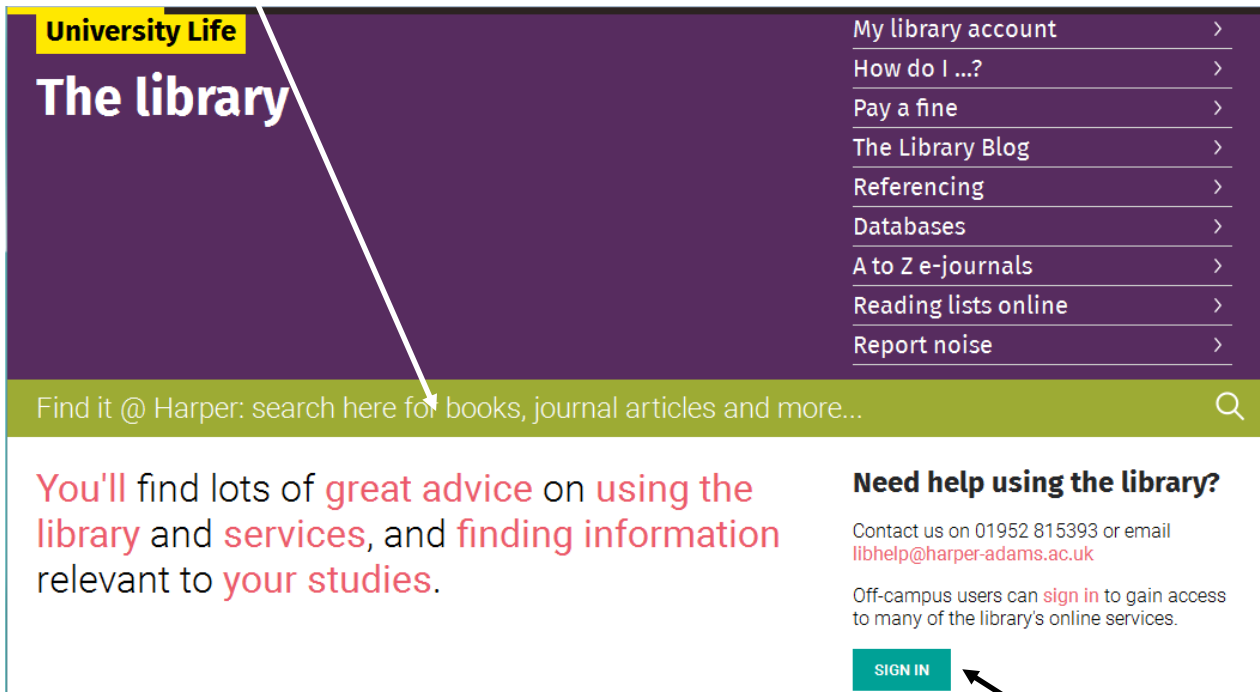 University Life
The library
My library account
How do I ...?
Pay a fine
The Library Blog
Referencing
Databases
A to Z e-journals
Reading lists online
Report noise
Find it @ Harper: search here for books, journal articles and more...
You'll find lots of great advice on using the
library and services, and finding information
relevant to your studies.
Need help using the library?
Contact us on 01952 815393 or email
libhelp@harper-adams.ac.uk
Off-campus users can sign in to gain access
to many of the library's online services.
SIGN IN